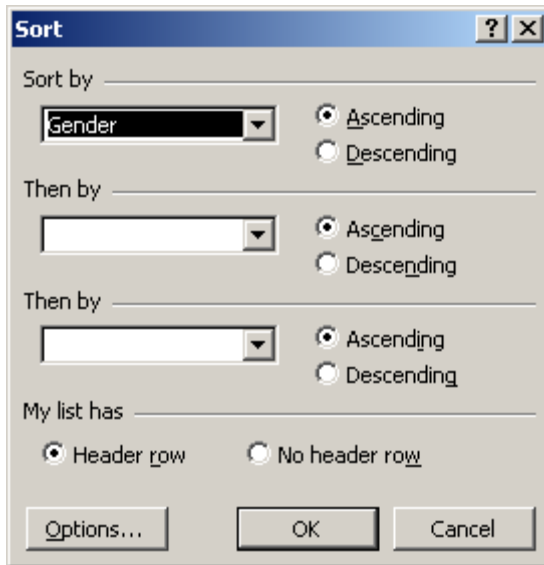 Sort
Sort by
Gender
Ascending
Descending
Then by
Ascending
Descending
Then by
Ascending
Descending
My list has
Header row
No header row
Options...
OK
Cancel